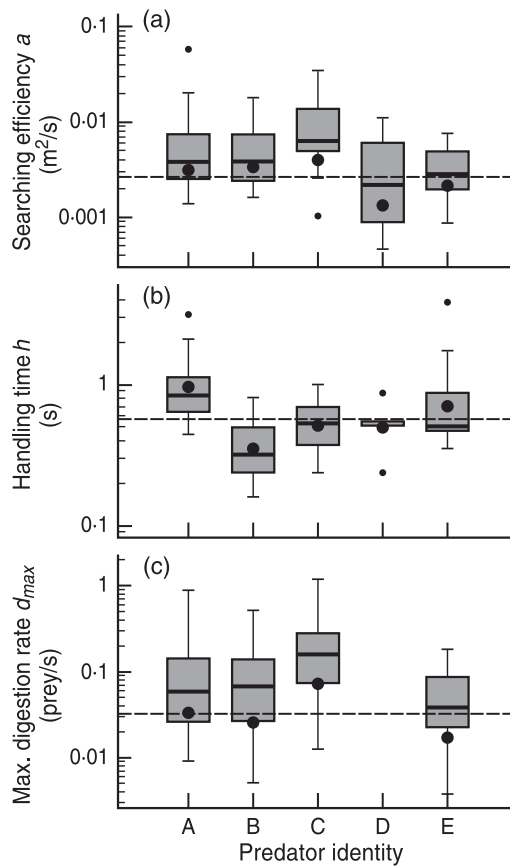 (a)
Searching efficiency a
(m²/s)
0·1
0·01
0·001
(b)
Handling time h
(s)
1
0·1
(c)
Max. digestion rate dmax
(prey/s)
1
0·1
0·01
A B C D E
Predator identity